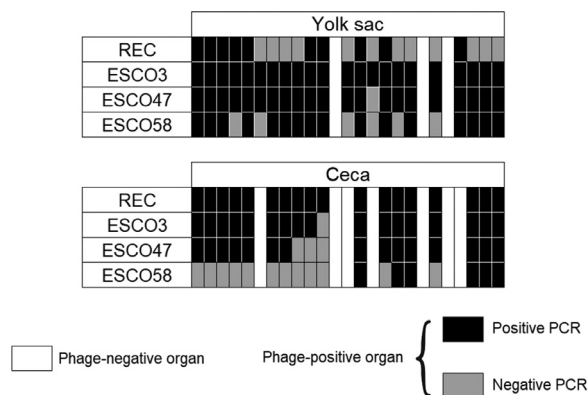 Yolk sac
REC
ESCO3
ESCO47
ESCO58
Ceca
REC
ESCO3
ESCO47
ESCO58
Phage-negative organ
Phage-positive organ
Positive PCR
Negative PCR